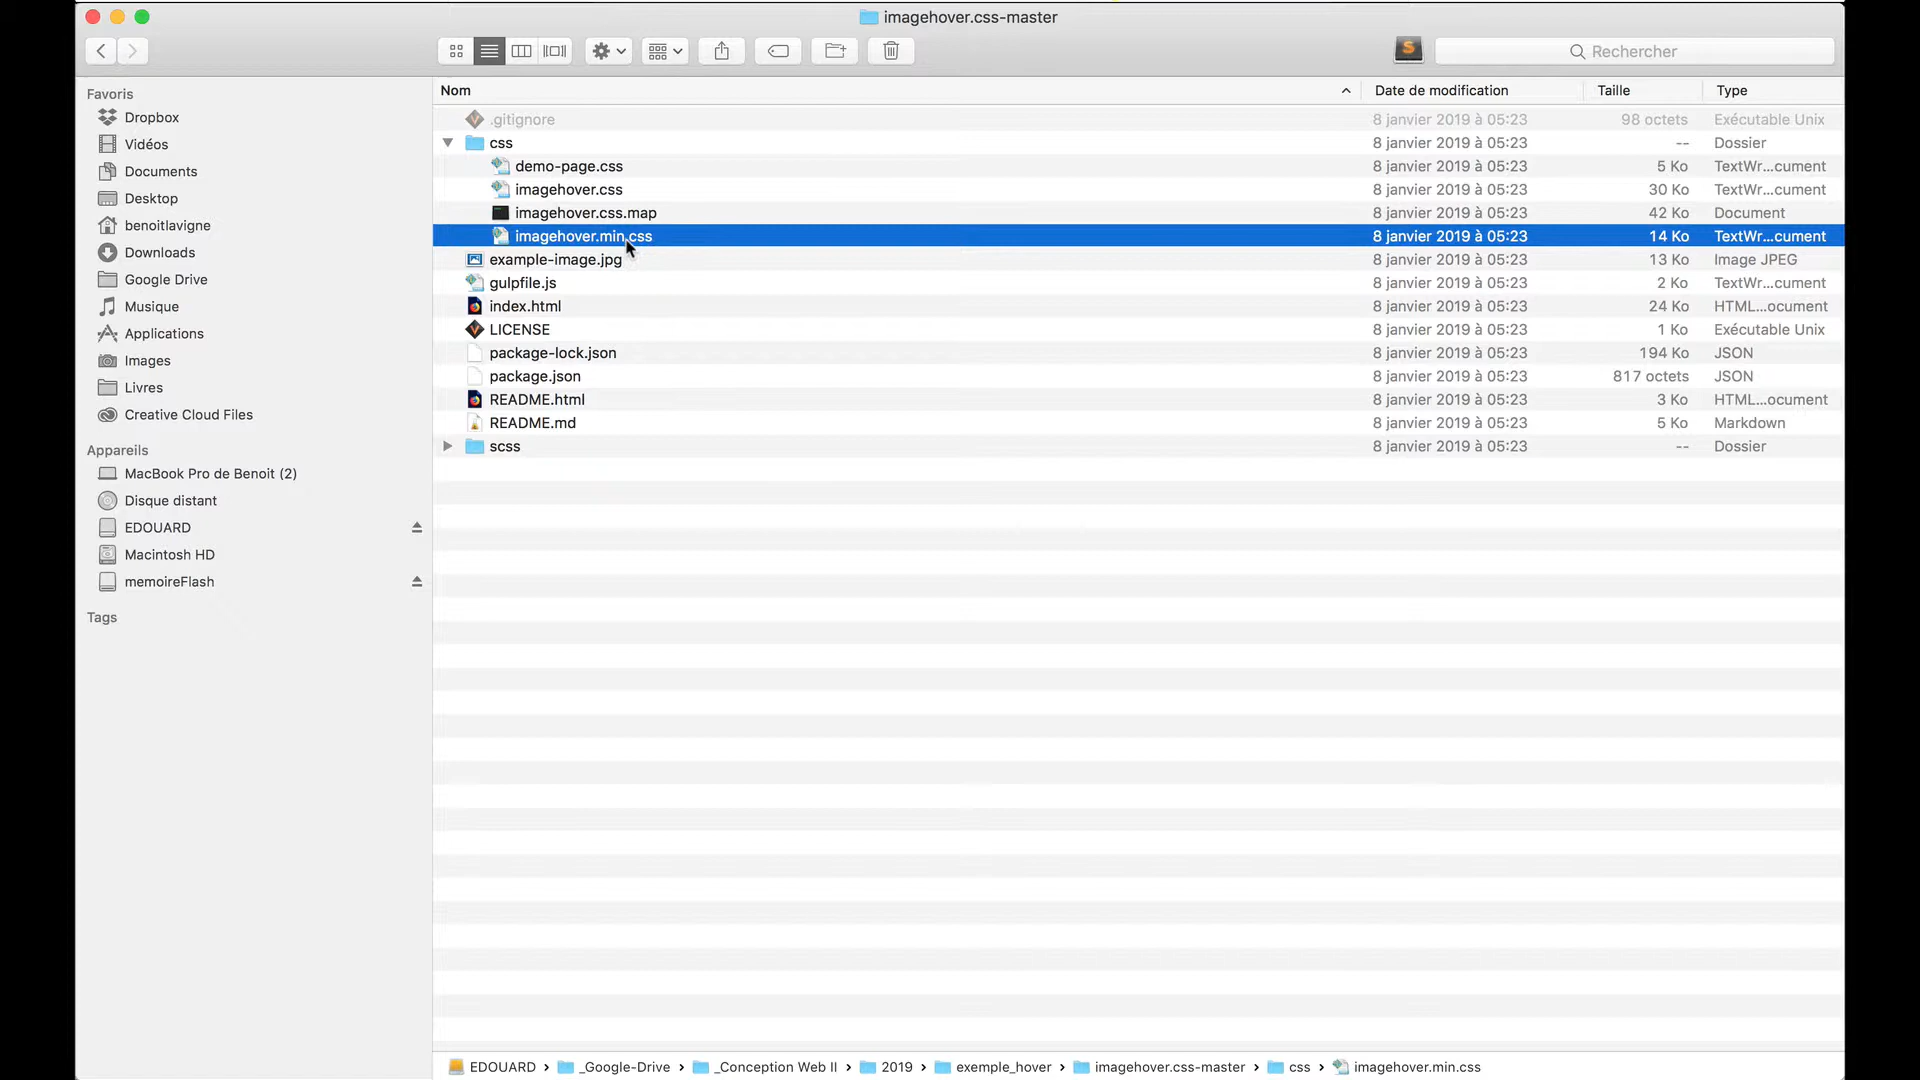 imagehover.css-master
S
Rechercher
Favoris
Dropbox
Vidéos
Documents
Desktop
benoitlavigne
Downloads
Google Drive
Musique
Applications
Images
Livres
Creative Cloud Files
Appareils
MacBook Pro de Benoit (2)
Disque distant
EDOUARD
Macintosh HD
memoireFlash
Tags
Nom Date de modification Taille Type
.gitignore 8 janvier 2019 à 05:23 98 octets Exécutable Unix
css 8 janvier 2019 à 05:23 -- Dossier
demo-page.css 8 janvier 2019 à 05:23 5 Ko TextWr...cument
imagehover.css 8 janvier 2019 à 05:23 30 Ko TextWr...cument
imagehover.css.map 8 janvier 2019 à 05:23 42 Ko Document
imagehover.min.css 8 janvier 2019 à 05:23 14 Ko TextWr...cument
example-image.jpg 8 janvier 2019 à 05:23 13 Ko Image JPEG
gulpfile.js 8 janvier 2019 à 05:23 2 Ko TextWr...cument
index.html 8 janvier 2019 à 05:23 24 Ko HTML...ocument
LICENSE 8 janvier 2019 à 05:23 1 Ko Exécutable Unix
package-lock.json 8 janvier 2019 à 05:23 194 Ko JSON
package.json 8 janvier 2019 à 05:23 817 octets JSON
README.html 8 janvier 2019 à 05:23 3 Ko HTML...ocument
README.md 8 janvier 2019 à 05:23 5 Ko Markdown
scss 8 janvier 2019 à 05:23 -- Dossier
EDOUARD › _Google-Drive › _Conception Web II › 2019 › exemple_hover › imagehover.css-master › css › imagehover.min.css